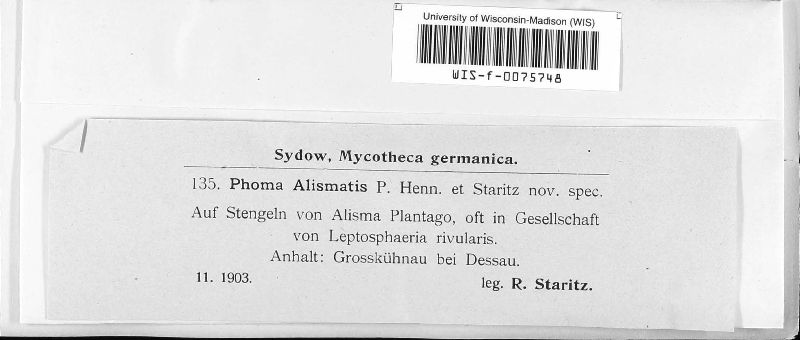 University of Wisconsin-Madison (WIS)
WIS-f-0075748
Sydow, Mycotheca germanica.
135. Phoma Alismatis P. Henn. et Staritz nov. spec.
Auf Stengeln von Alisma Plantago, oft in Gesellschaft
von Leptosphaeria rivularis.
Anhalt: Grosskühnau bei Dessau.
11. 1903. leg. R. Staritz.